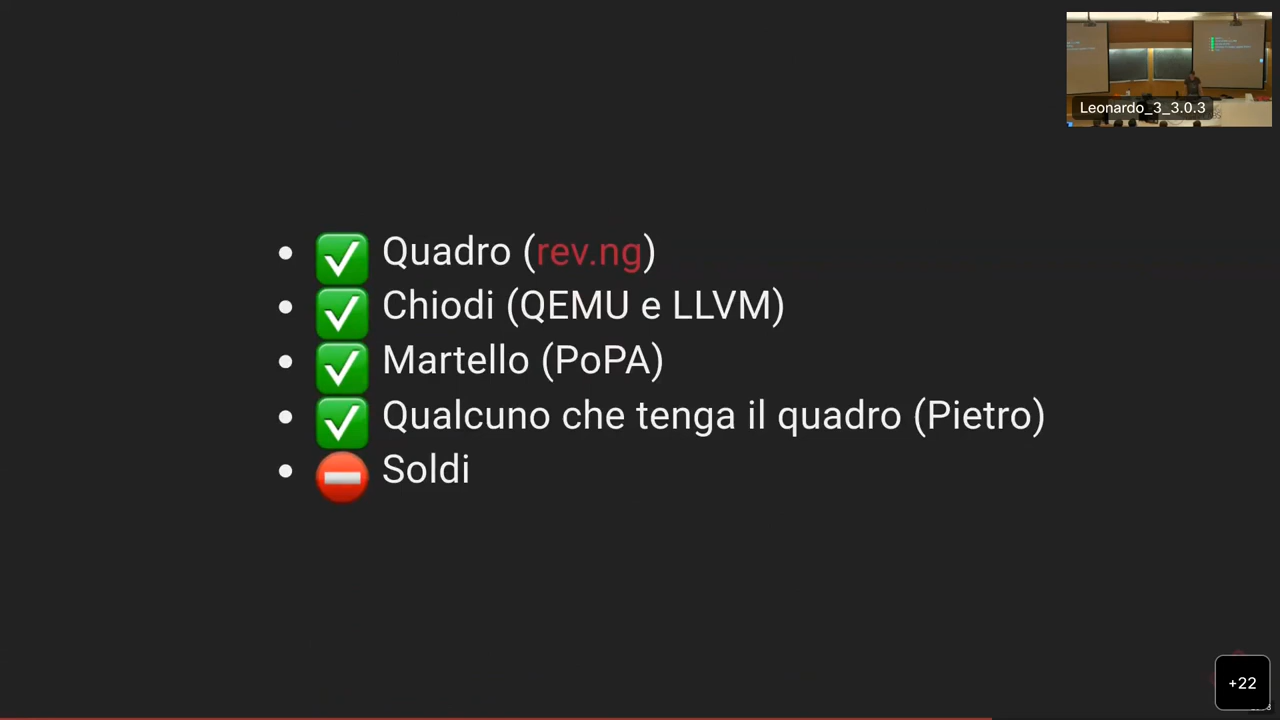 Leonardo_3_3.0.3
Quadro (rev.ng)
Chiodi (QEMU e LLVM)
Martello (PoPA)
Qualcuno che tenga il quadro (Pietro)
Soldi
+22